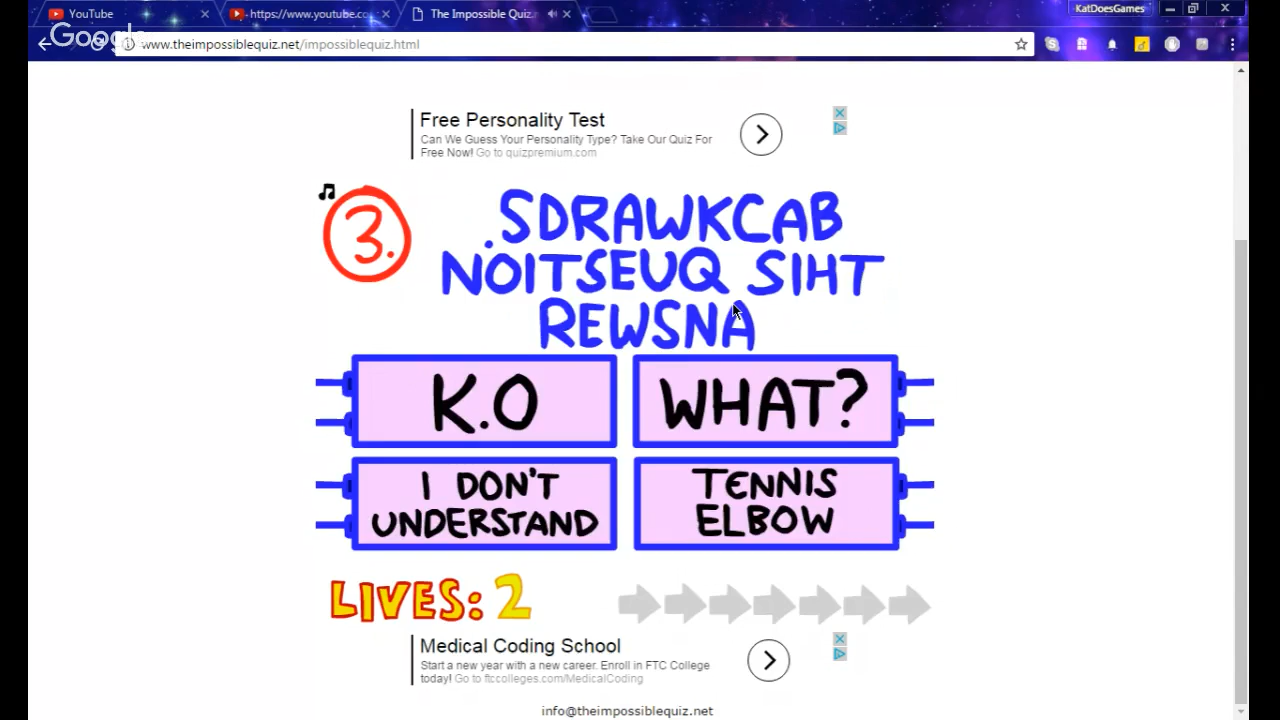 YouTube
https://www.youtube.co
The Impossible Quiz
KatDoesGames
Google
www.theimpossiblequiz.net/impossiblequiz.html
Free Personality Test
Can We Guess Your Personality Type? Take Our Quiz For
Free Now! Go to quizpremium.com
3.
.SDRAWKCAB
NOITSEUQ SIHT
REWSNA
K.O
WHAT?
I DON'T
UNDERSTAND
TENNIS
ELBOW
LIVES: 2
Medical Coding School
Start a new year with a new career. Enroll in FTC College
today! Go to ftccolleges.com/MedicalCoding
info@theimpossiblequiz.net